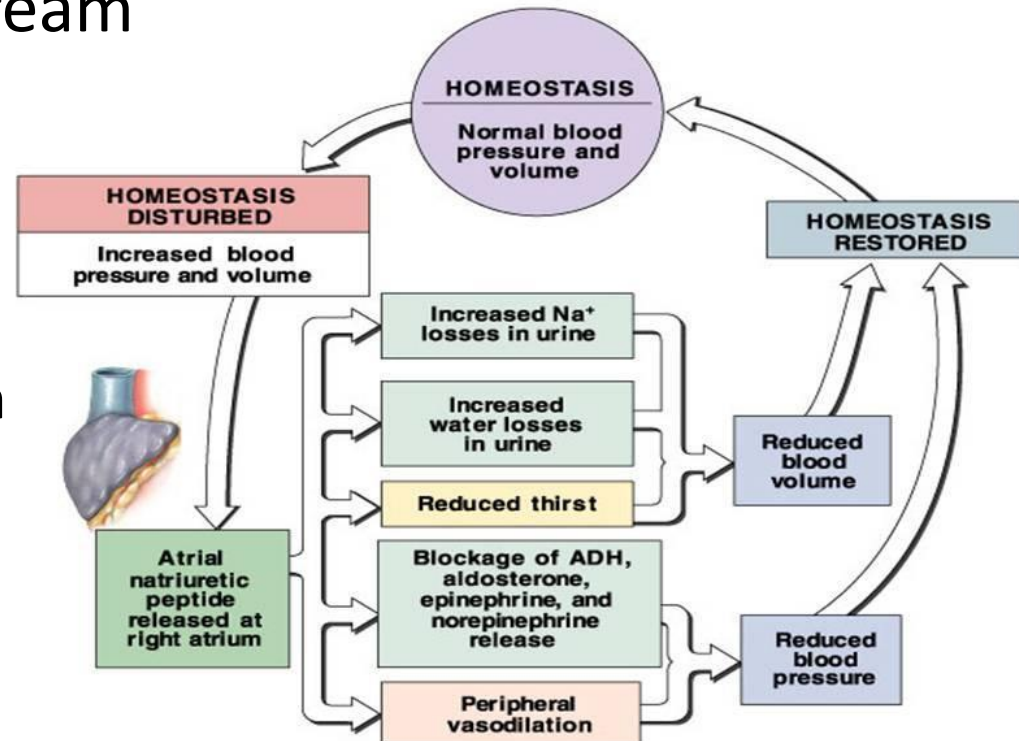 HOMEOSTASIS
Normal blood
pressure and
volume
HOMEOSTASIS
DISTURBED
Increased blood
pressure and volume
HOMEOSTASIS
RESTORED
Increased Na⁺
losses in urine
Increased
water losses
in urine
Reduced thirst
Reduced
blood
volume
Atrial
natriuretic
peptide
released at
right atrium
Blockage of ADH,
aldosterone,
epinephrine, and
norepinephrine
release
Reduced
blood
pressure
Peripheral
vasodilation